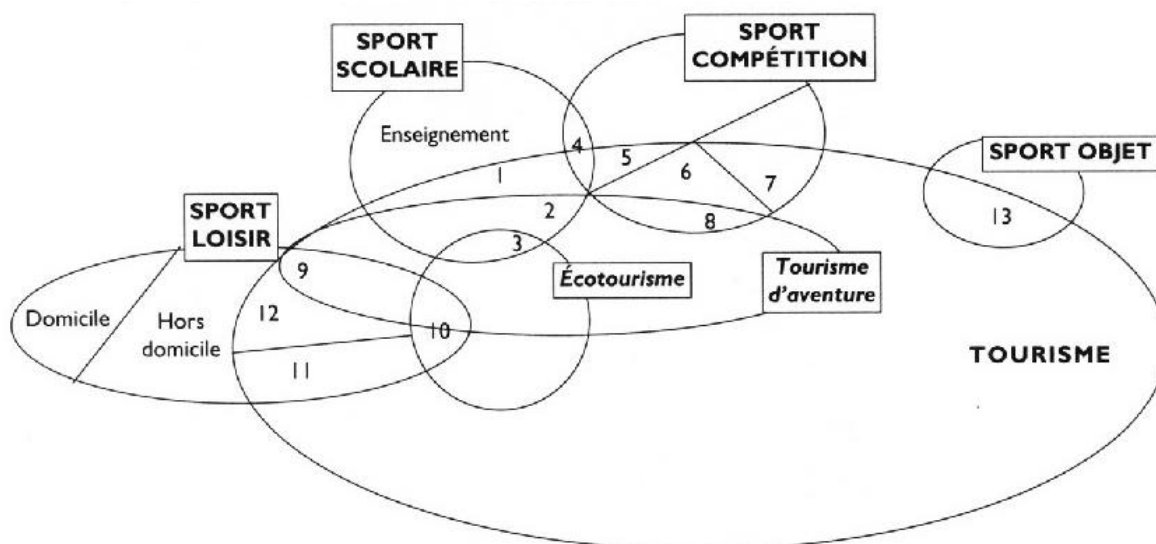 SPORT
SCOLAIRE
SPORT
COMPÉTITION
Enseignement
4
5
6
7
1
SPORT OBJET
13
2
8
SPORT
LOISIR
3
9
Écotourisme
Tourisme
d'aventure
12
Domicile
Hors
domicile
10
11
TOURISME